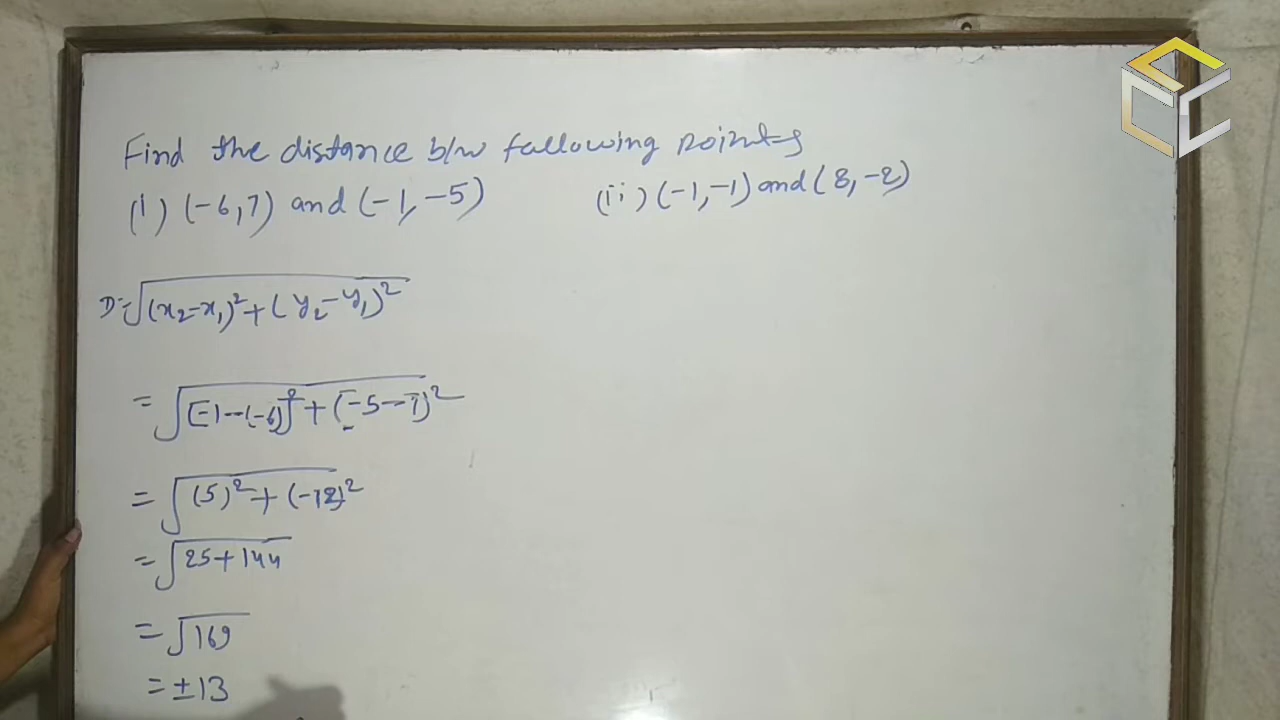 Find the distance b/w following points
(i) (-6,7) and (-1,-5) (ii) (-1,-1) and (8,-2)
D=√(x₂-x₁)²+(y₂-y₁)²
=√[-1-(-6)]²+(-5-7)²
=√(5)²+(-12)²
=√25+144
=√169
=±13